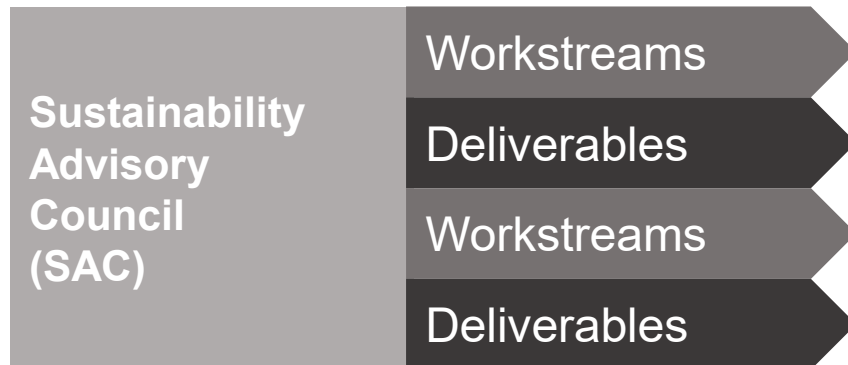 Sustainability
Advisory
Council
(SAC)
Workstreams
Deliverables
Workstreams
Deliverables